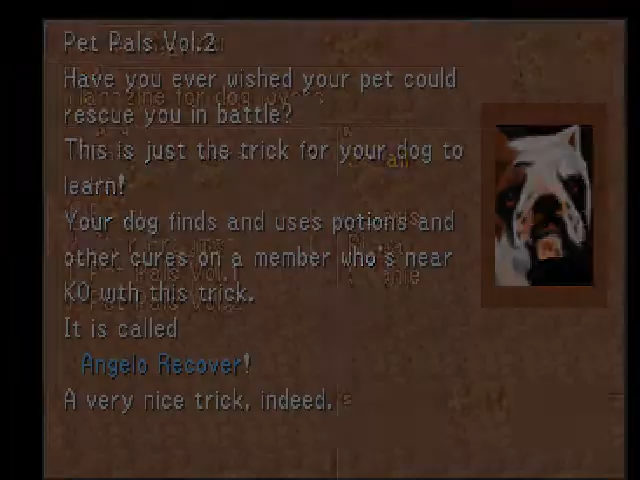 Pet Pals Vol.2
Have you ever wished your pet could
rescue you in battle?
This is just the trick for your dog to
learn!
Your dog finds and uses potions and
other cures on a member who's near
KO with this trick.
It is called
Angelo Recover!
A very nice trick, indeed.